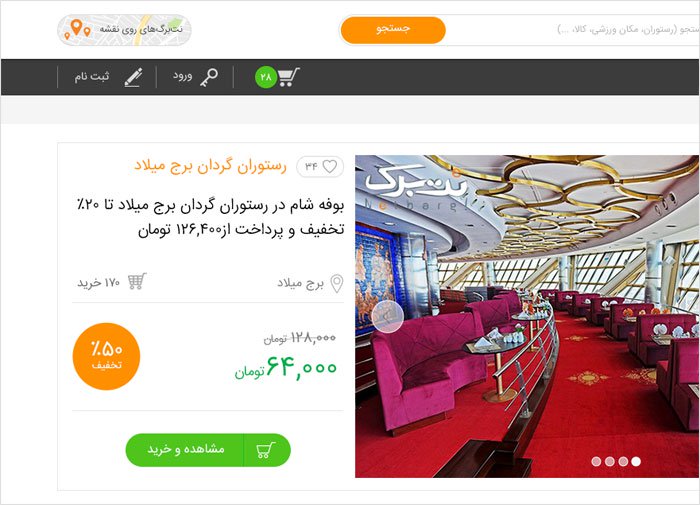 جستجو (رستوران، مکان ورزشی، کالا، ...)
جستجو
نت‌برگ‌های روی نقشه
۲۸
ورود
ثبت نام
نت برگ
Netbarg
۳۴
رستوران گردان برج میلاد
بوفه شام در رستوران گردان برج میلاد تا ۲۰٪
تخفیف و پرداخت از۱۲۶,۴۰۰ تومان
برج میلاد
۱۷۰ خرید
۱۲۸,۰۰۰ تومان
۶۴,۰۰۰ تومان
۵۰٪
تخفیف
مشاهده و خرید